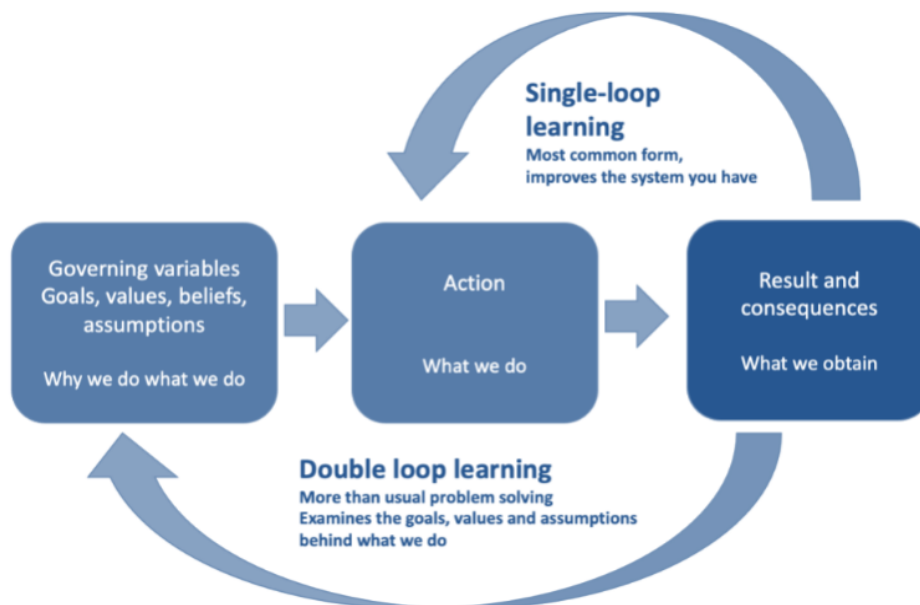 Single-loop
learning
Most common form,
improves the system you have
Governing variables
Goals, values, beliefs,
assumptions
Why we do what we do
Action
What we do
Result and
consequences
What we obtain
Double loop learning
More than usual problem solving
Examines the goals, values and assumptions
behind what we do